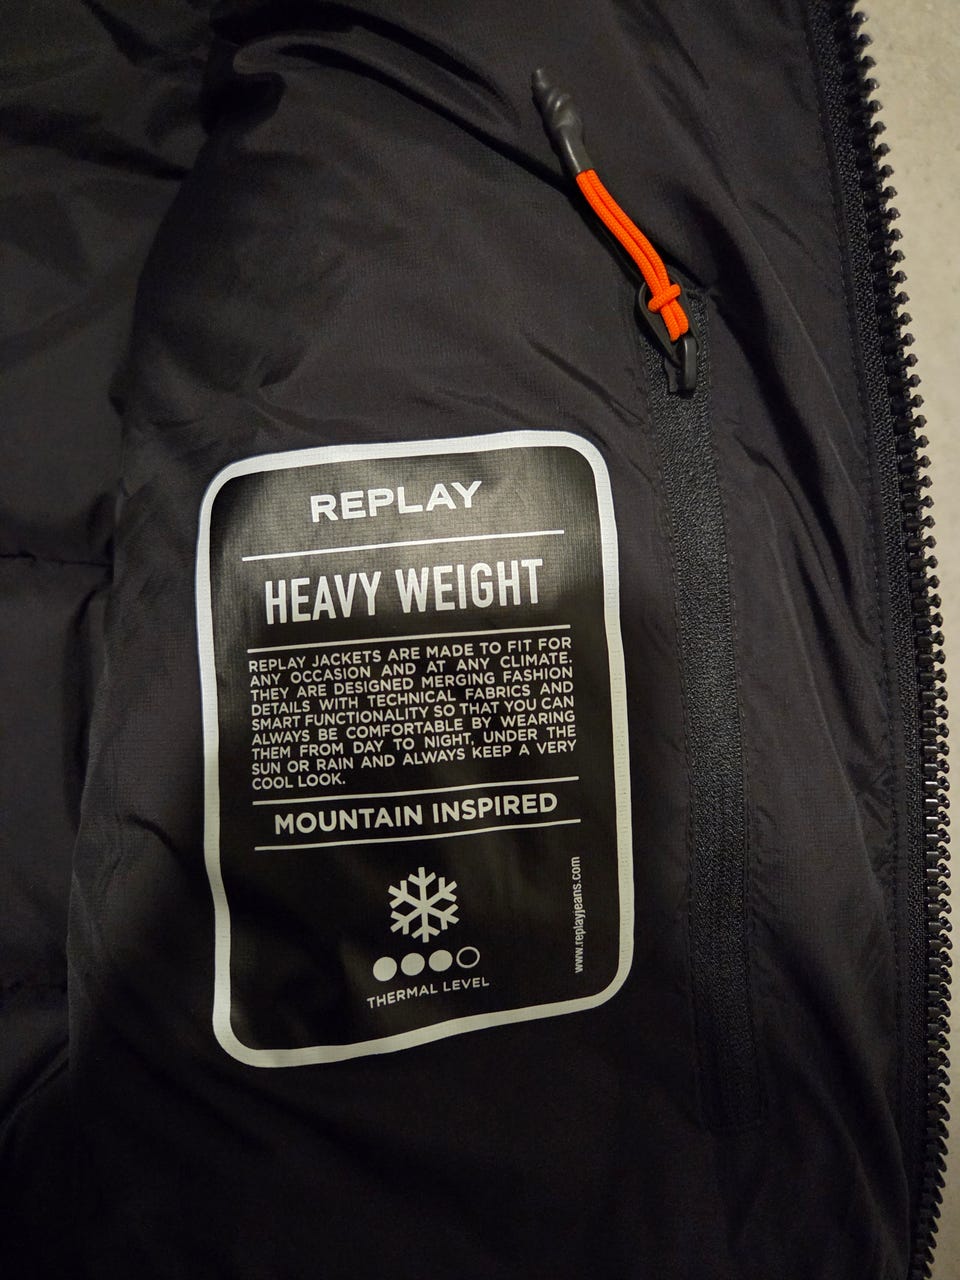 REPLAY
HEAVY WEIGHT
REPLAY JACKETS ARE MADE TO FIT FOR
ANY OCCASION AND AT ANY CLIMATE.
THEY ARE DESIGNED MERGING FASHION
DETAILS WITH TECHNICAL FABRICS AND
SMART FUNCTIONALITY SO THAT YOU CAN
ALWAYS BE COMFORTABLE BY WEARING
THEM FROM DAY TO NIGHT, UNDER THE
SUN OR RAIN AND ALWAYS KEEP A VERY
COOL LOOK.
MOUNTAIN INSPIRED
THERMAL LEVEL
www.replayjeans.com